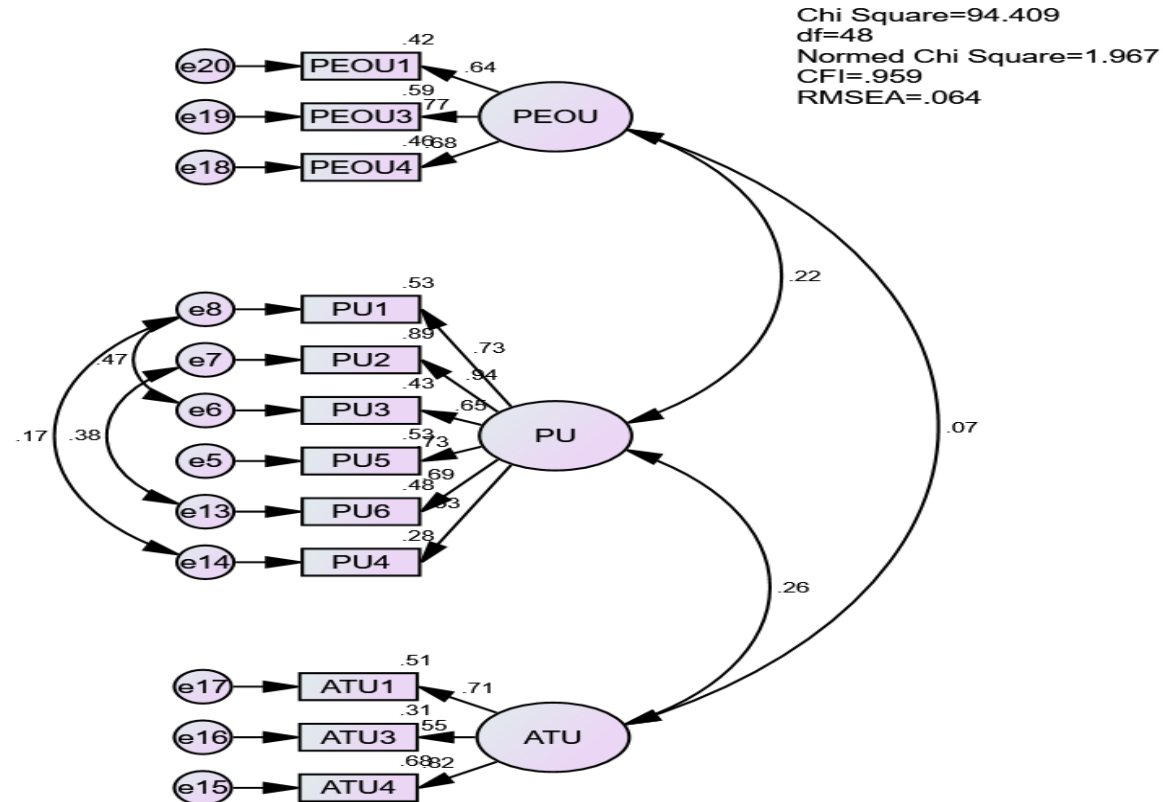 Chi Square=94.409
df=48
Normed Chi Square=1.967
CFI=.959
RMSEA=.064
.42
e20 PEOU1 .64
.59
e19 PEOU3 .77 PEOU
.46 .68
e18 PEOU4
.22
.53
e8 PU1
.89 .73
.47 e7 PU2
.94
.43
e6 PU3 .65
.17 .38 .53 .73 PU .07
e5 PU5
.69
.48
e13 PU6 .53
.28
e14 PU4
.26
.51
e17 ATU1 .71
.31
e16 ATU3 .55 ATU
.68 .82
e15 ATU4